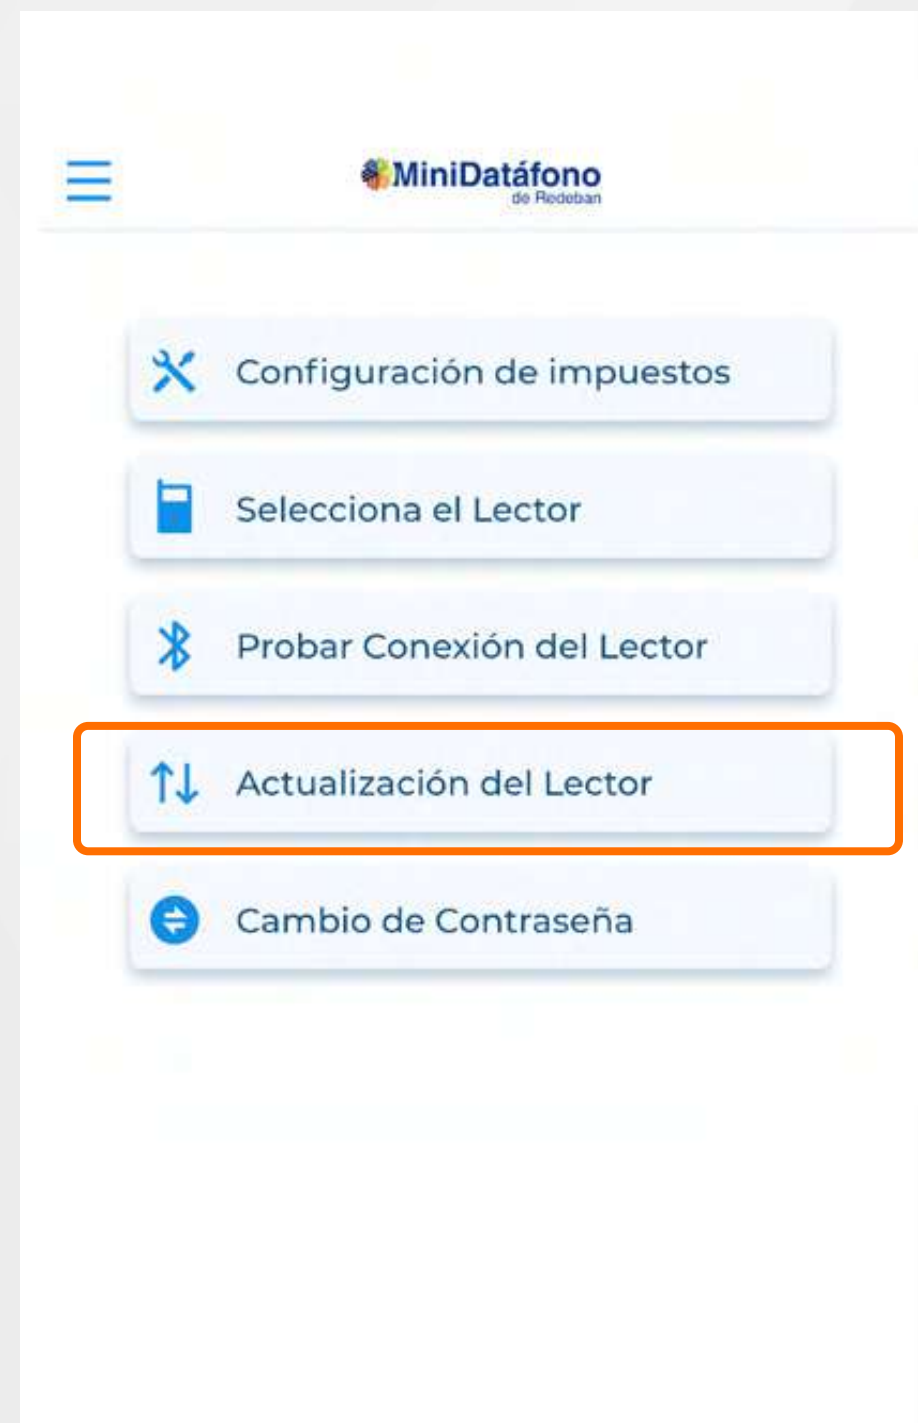 MiniDatáfono
de Redeban
Configuración de impuestos
Selecciona el Lector
Probar Conexión del Lector
Actualización del Lector
Cambio de Contraseña